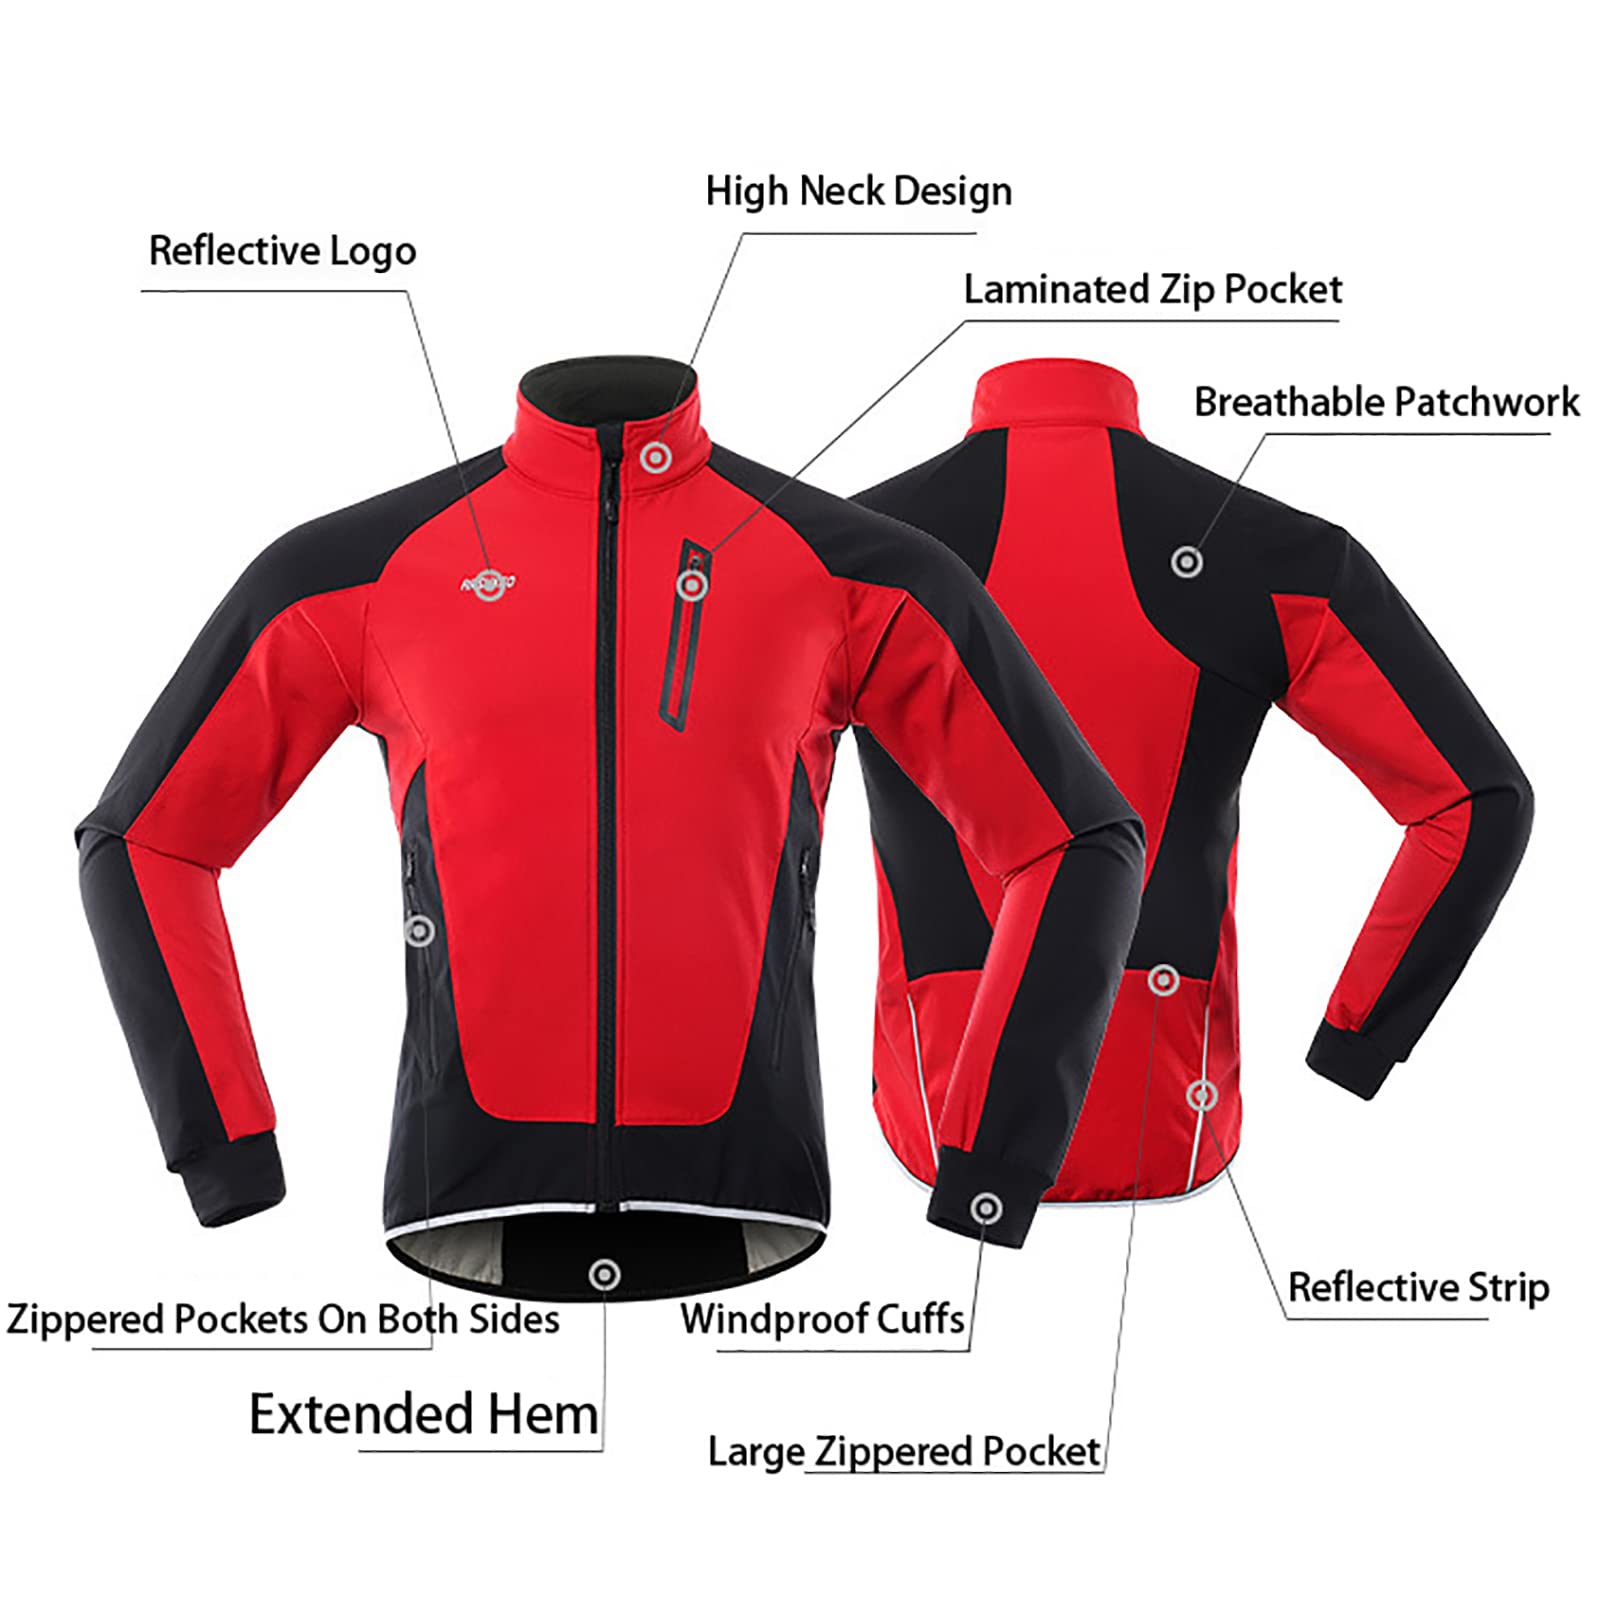 High Neck Design
Reflective Logo
Laminated Zip Pocket
Breathable Patchwork
Reflective Strip
Zippered Pockets On Both Sides
Windproof Cuffs
Extended Hem
Large Zippered Pocket